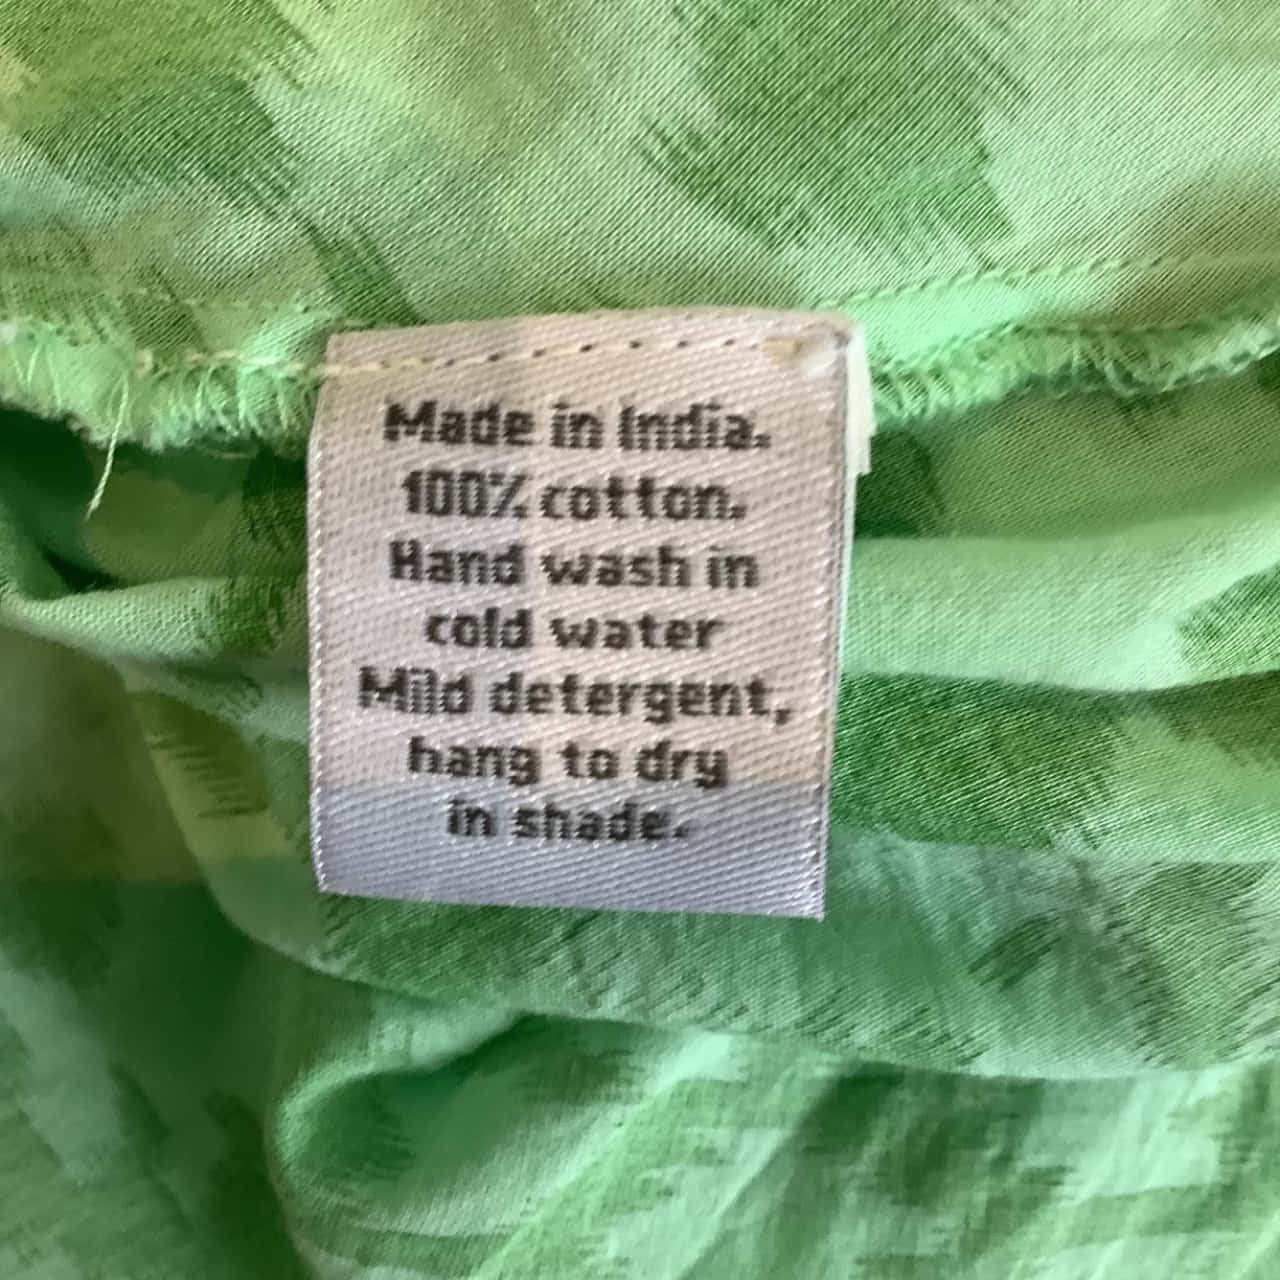 Made in India.
100% cotton.
Hand wash in
cold water
Mild detergent,
hang to dry
in shade.